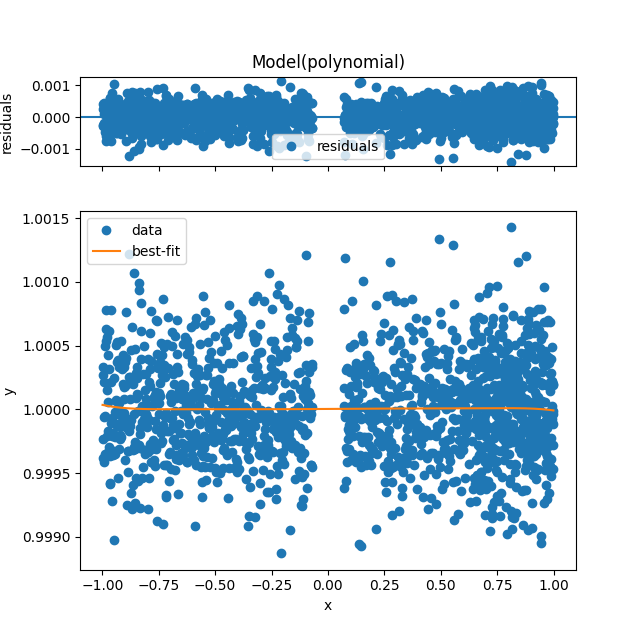 Model(polynomial)
0.001
0.000
−0.001
residuals
residuals
1.0015
1.0010
1.0005
1.0000
0.9995
0.9990
y
data
best-fit
−1.00 −0.75 −0.50 −0.25 0.00 0.25 0.50 0.75 1.00
x